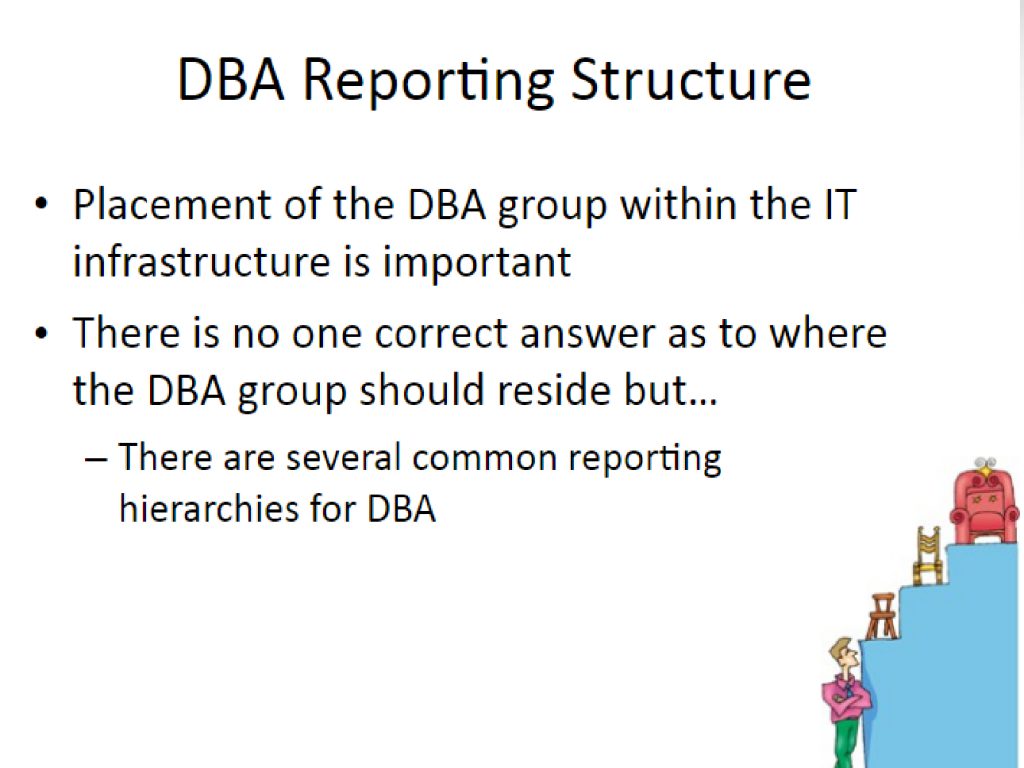 DBA Reporting Structure
• Placement of the DBA group within the IT
infrastructure is important
• There is no one correct answer as to where
the DBA group should reside but…
– There are several common reporting
hierarchies for DBA